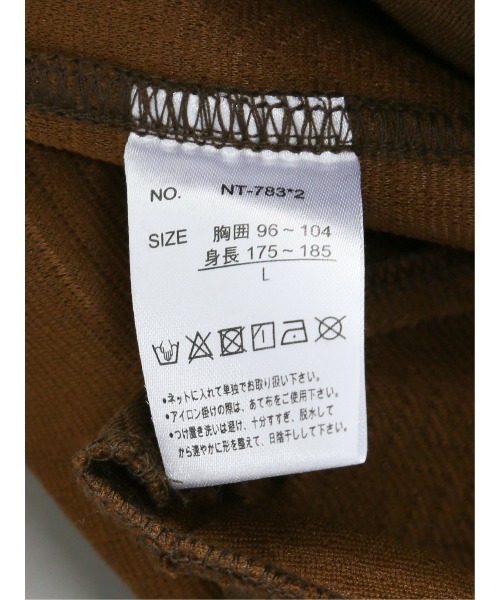 NO. NT-783*2
SIZE 胸囲 96～104
身長 175～185
L
•ネットに入れて単独でお取り扱い下さい。
•アイロン掛けの際は、あて布をご使用下さい。
•つけ置き洗いは避け、十分すすぎ、脱水して
から速やかに形を整えて、日陰干しして下さい。